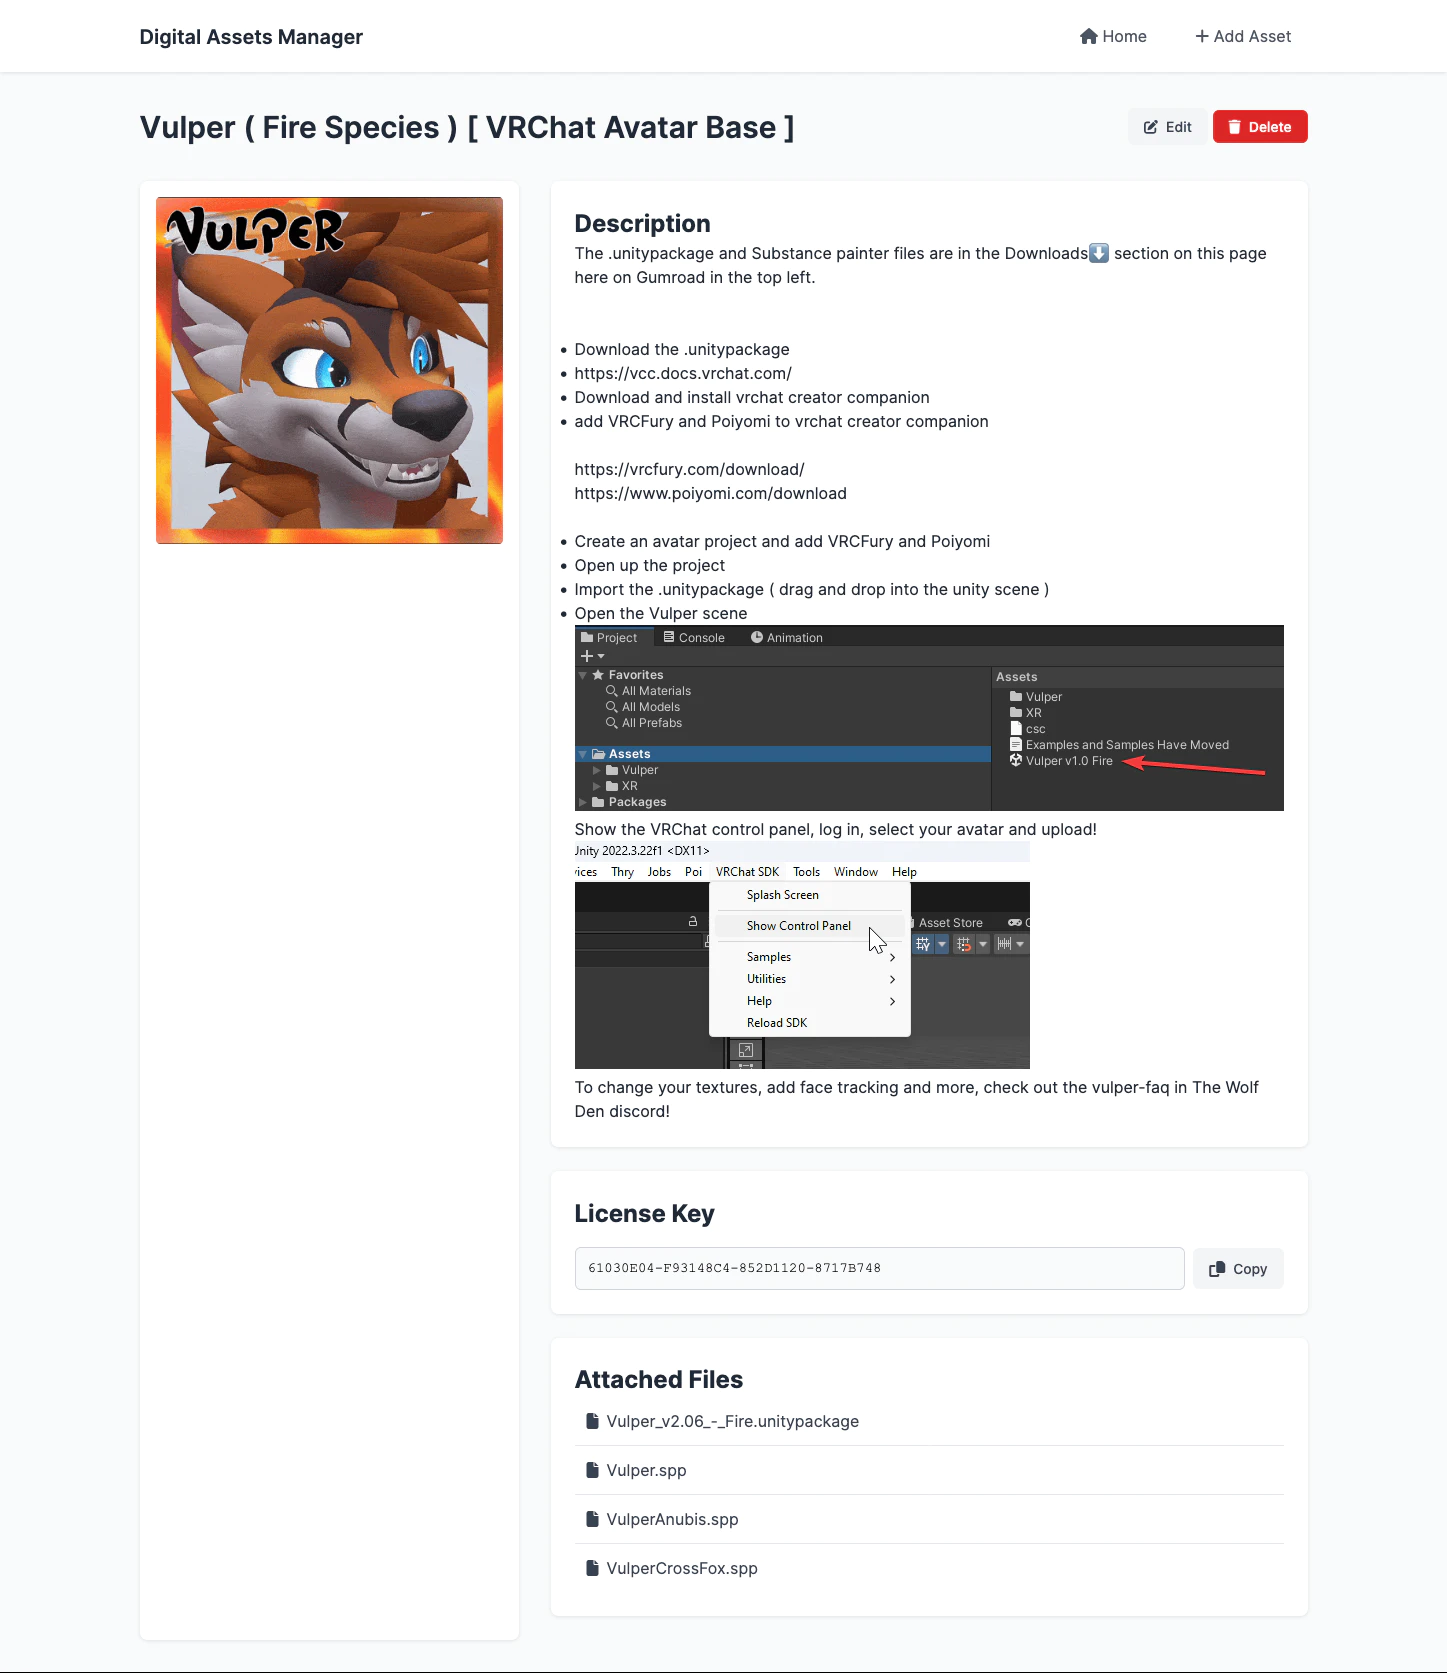 Digital Assets Manager
Home
Add Asset
Vulper ( Fire Species ) [ VRChat Avatar Base ]
Edit
Delete
VULPER
Description
The .unitypackage and Substance painter files are in the Downloads⬇️ section on this page
here on Gumroad in the top left.
• Download the .unitypackage
• https://vcc.docs.vrchat.com/
• Download and install vrchat creator companion
• add VRCFury and Poiyomi to vrchat creator companion
https://vrcfury.com/download/
https://www.poiyomi.com/download
• Create an avatar project and add VRCFury and Poiyomi
• Open up the project
• Import the .unitypackage ( drag and drop into the unity scene )
• Open the Vulper scene
Project
Console
Animation
Favorites
All Materials
All Models
All Prefabs
Assets
Vulper
XR
Packages
Assets
Vulper
XR
csc
Examples and Samples Have Moved
Vulper v1.0 Fire
Show the VRChat control panel, log in, select your avatar and upload!
Unity 2022.3.22f1 <DX11>
vices Thry Jobs Poi VRChat SDK Tools Window Help
Splash Screen
Show Control Panel
Samples
Utilities
Help
Reload SDK
Asset Store
To change your textures, add face tracking and more, check out the vulper-faq in The Wolf
Den discord!
License Key
61030E04-F93148C4-852D1120-8717B748
Copy
Attached Files
Vulper_v2.06_-_Fire.unitypackage
Vulper.spp
VulperAnubis.spp
VulperCrossFox.spp